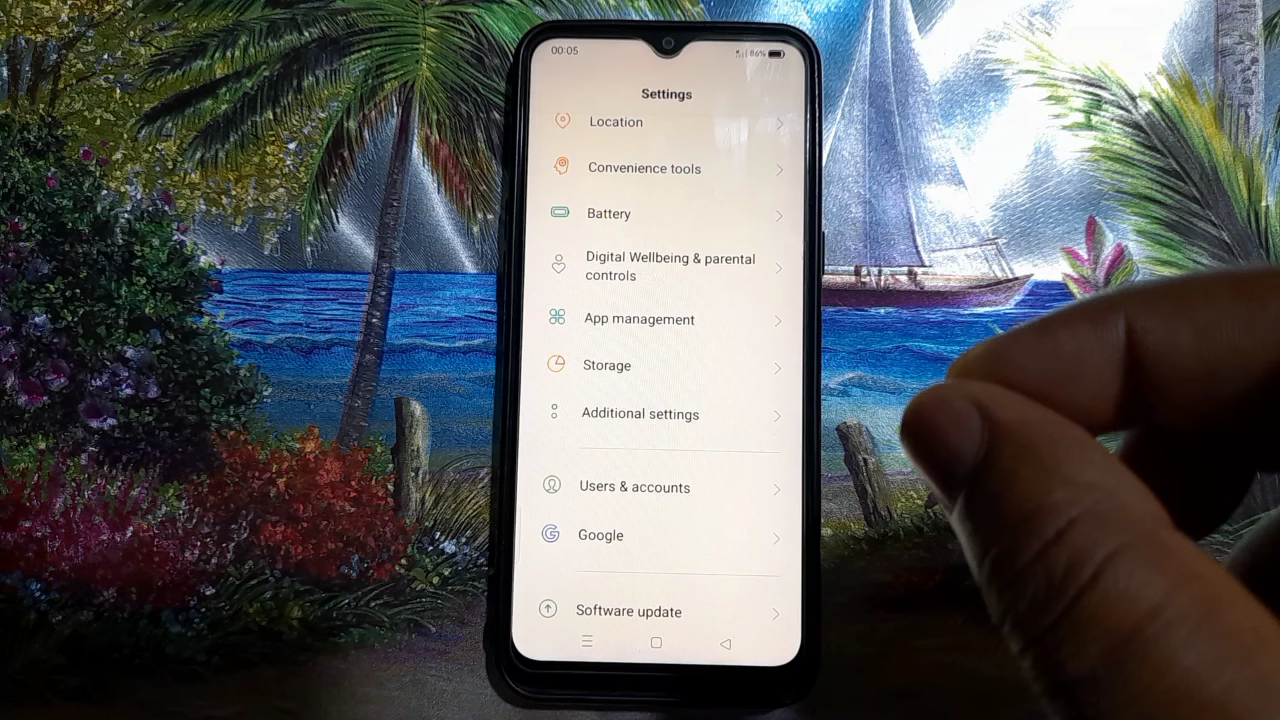 00:05
86%
Settings
Location
Convenience tools
Battery
Digital Wellbeing & parental
controls
App management
Storage
Additional settings
Users & accounts
Google
Software update